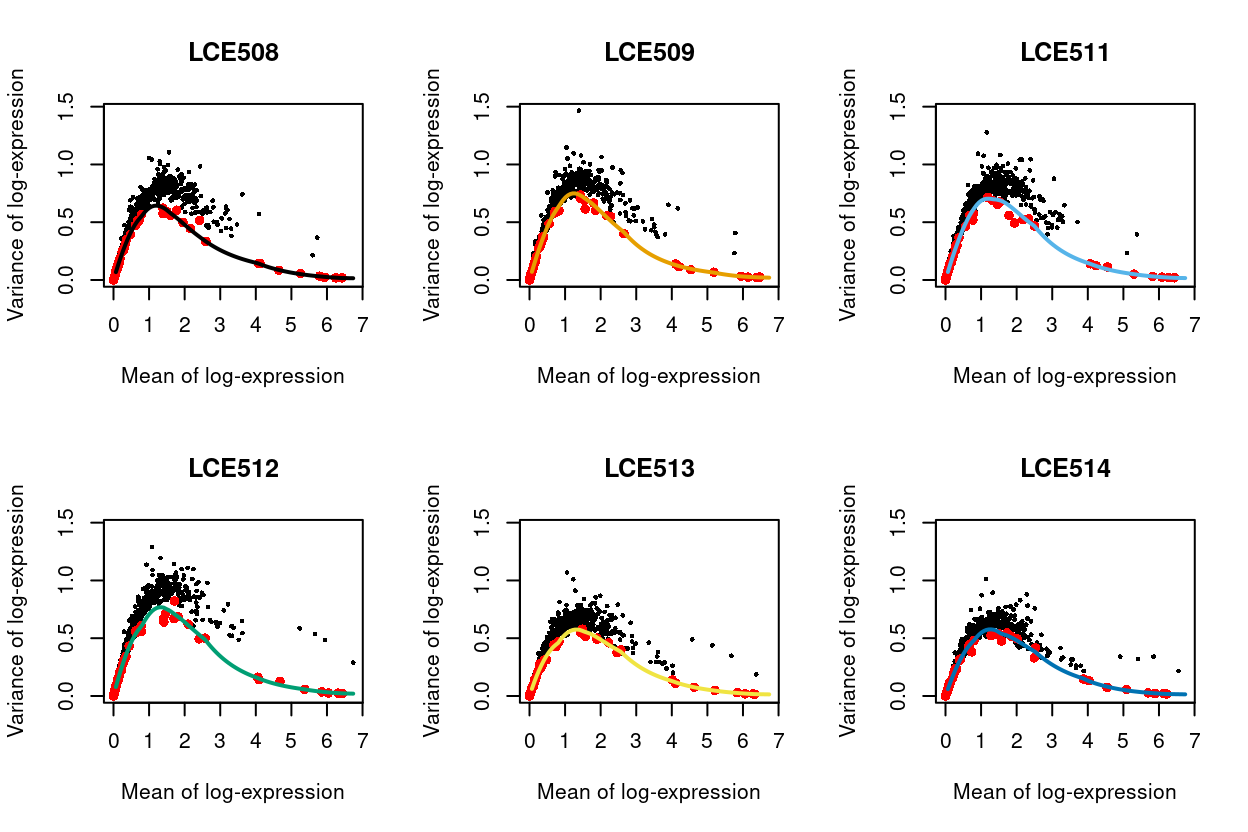 LCE508
Variance of log-expression
0.0 0.5 1.0 1.5
0 1 2 3 4 5 6 7
Mean of log-expression
LCE509
Variance of log-expression
0.0 0.5 1.0 1.5
0 1 2 3 4 5 6 7
Mean of log-expression
LCE511
Variance of log-expression
0.0 0.5 1.0 1.5
0 1 2 3 4 5 6 7
Mean of log-expression
LCE512
Variance of log-expression
0.0 0.5 1.0 1.5
0 1 2 3 4 5 6 7
Mean of log-expression
LCE513
Variance of log-expression
0.0 0.5 1.0 1.5
0 1 2 3 4 5 6 7
Mean of log-expression
LCE514
Variance of log-expression
0.0 0.5 1.0 1.5
0 1 2 3 4 5 6 7
Mean of log-expression